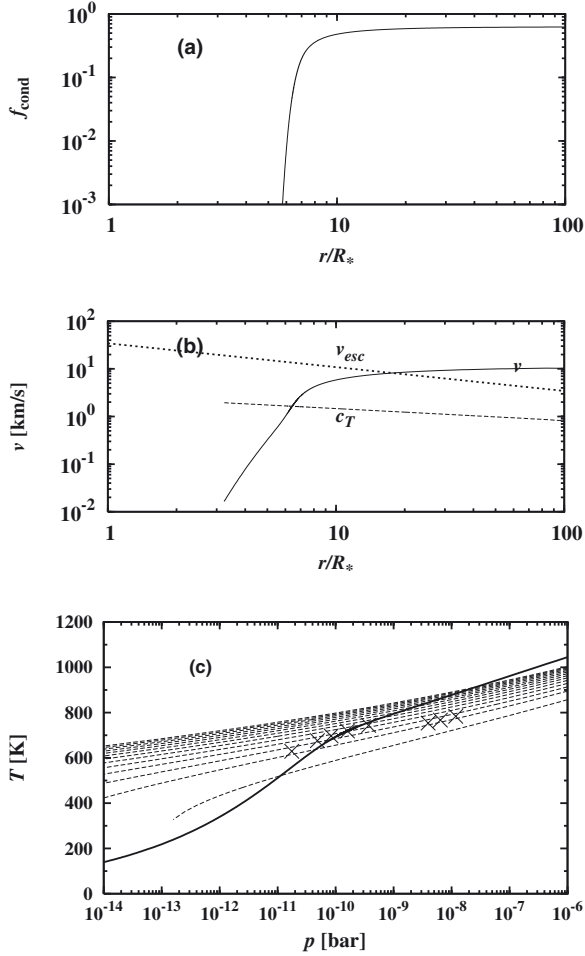 (a)
10^0
10^-1
10^-2
10^-3
f_cond
1 10 100
r/R_*
(b)
v_esc
v
c_T
10^2
10^1
10^0
10^-1
10^-2
v [km/s]
1 10 100
r/R_*
(c)
1200
1000
800
600
400
200
0
T [K]
10^-14 10^-13 10^-12 10^-11 10^-10 10^-9 10^-8 10^-7 10^-6
p [bar]